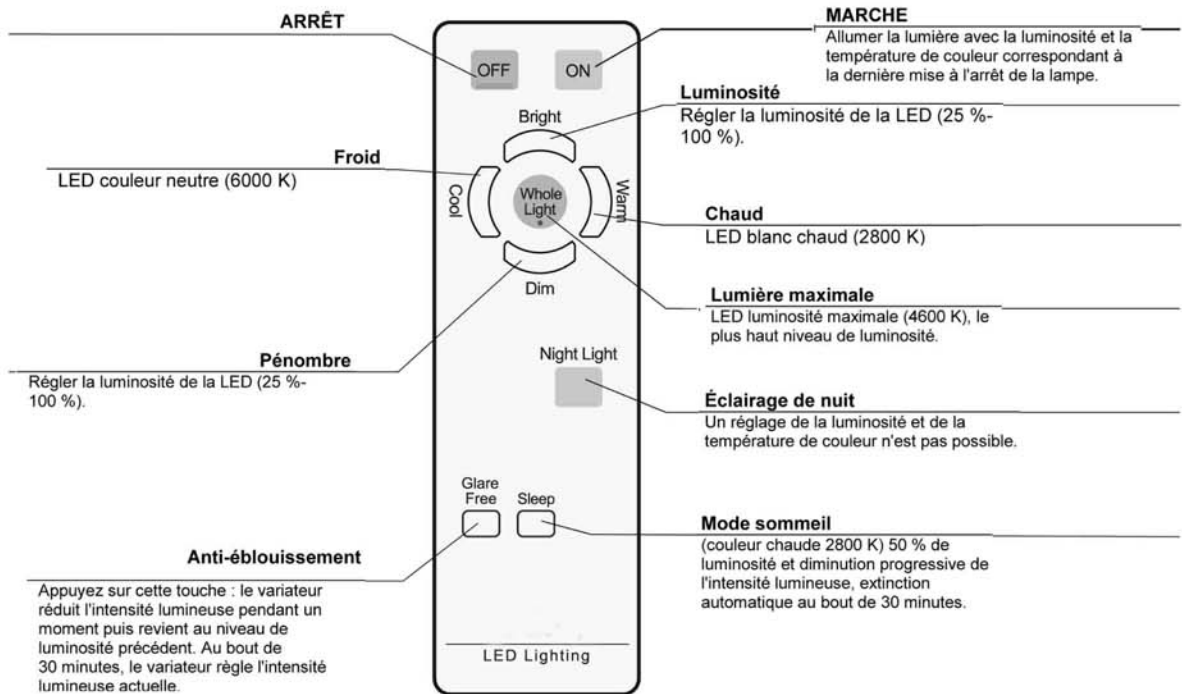 ARRÊT
MARCHE
Allumer la lumière avec la luminosité et la
température de couleur correspondant à
la dernière mise à l'arrêt de la lampe.
OFF
ON
Luminosité
Régler la luminosité de la LED (25 %-
100 %).
Bright
Froid
LED couleur neutre (6000 K)
Cool
Whole
Light
Warm
Chaud
LED blanc chaud (2800 K)
Dim
Lumière maximale
LED luminosité maximale (4600 K), le
plus haut niveau de luminosité.
Night Light
Pénombre
Régler la luminosité de la LED (25 %-
100 %).
Éclairage de nuit
Un réglage de la luminosité et de la
température de couleur n'est pas possible.
Glare
Free
Sleep
Mode sommeil
(couleur chaude 2800 K) 50 % de
luminosité et diminution progressive de
l'intensité lumineuse, extinction
automatique au bout de 30 minutes.
Anti-éblouissement
Appuyez sur cette touche : le variateur
réduit l'intensité lumineuse pendant un
moment puis revient au niveau de
luminosité précédent. Au bout de
30 minutes, le variateur règle l'intensité
lumineuse actuelle.
LED Lighting